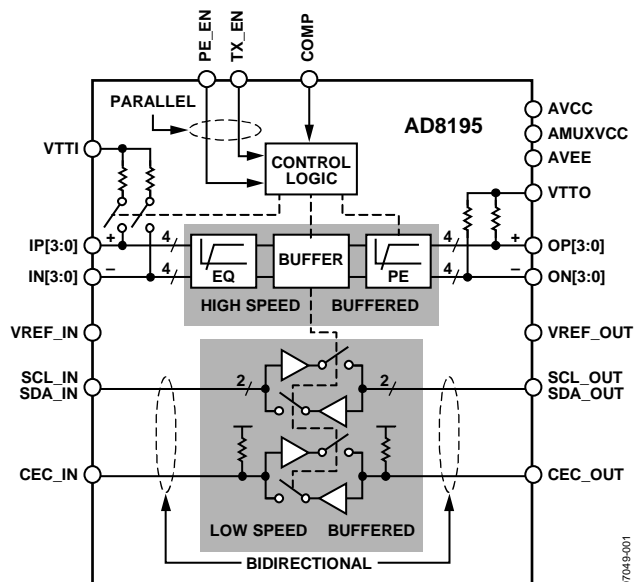 PE_EN
TX_EN
COMP
PARALLEL
AD8195
AVCC
AMUXVCC
AVEE
VTTI
CONTROL
LOGIC
VTTO
IP[3:0]
+
4
4
+
OP[3:0]
EQ
BUFFER
PE
IN[3:0]
−
4
4
−
ON[3:0]
HIGH SPEED
BUFFERED
VREF_IN
VREF_OUT
SCL_IN
SDA_IN
2
2
SCL_OUT
SDA_OUT
CEC_IN
CEC_OUT
LOW SPEED
BUFFERED
BIDIRECTIONAL
7049-001